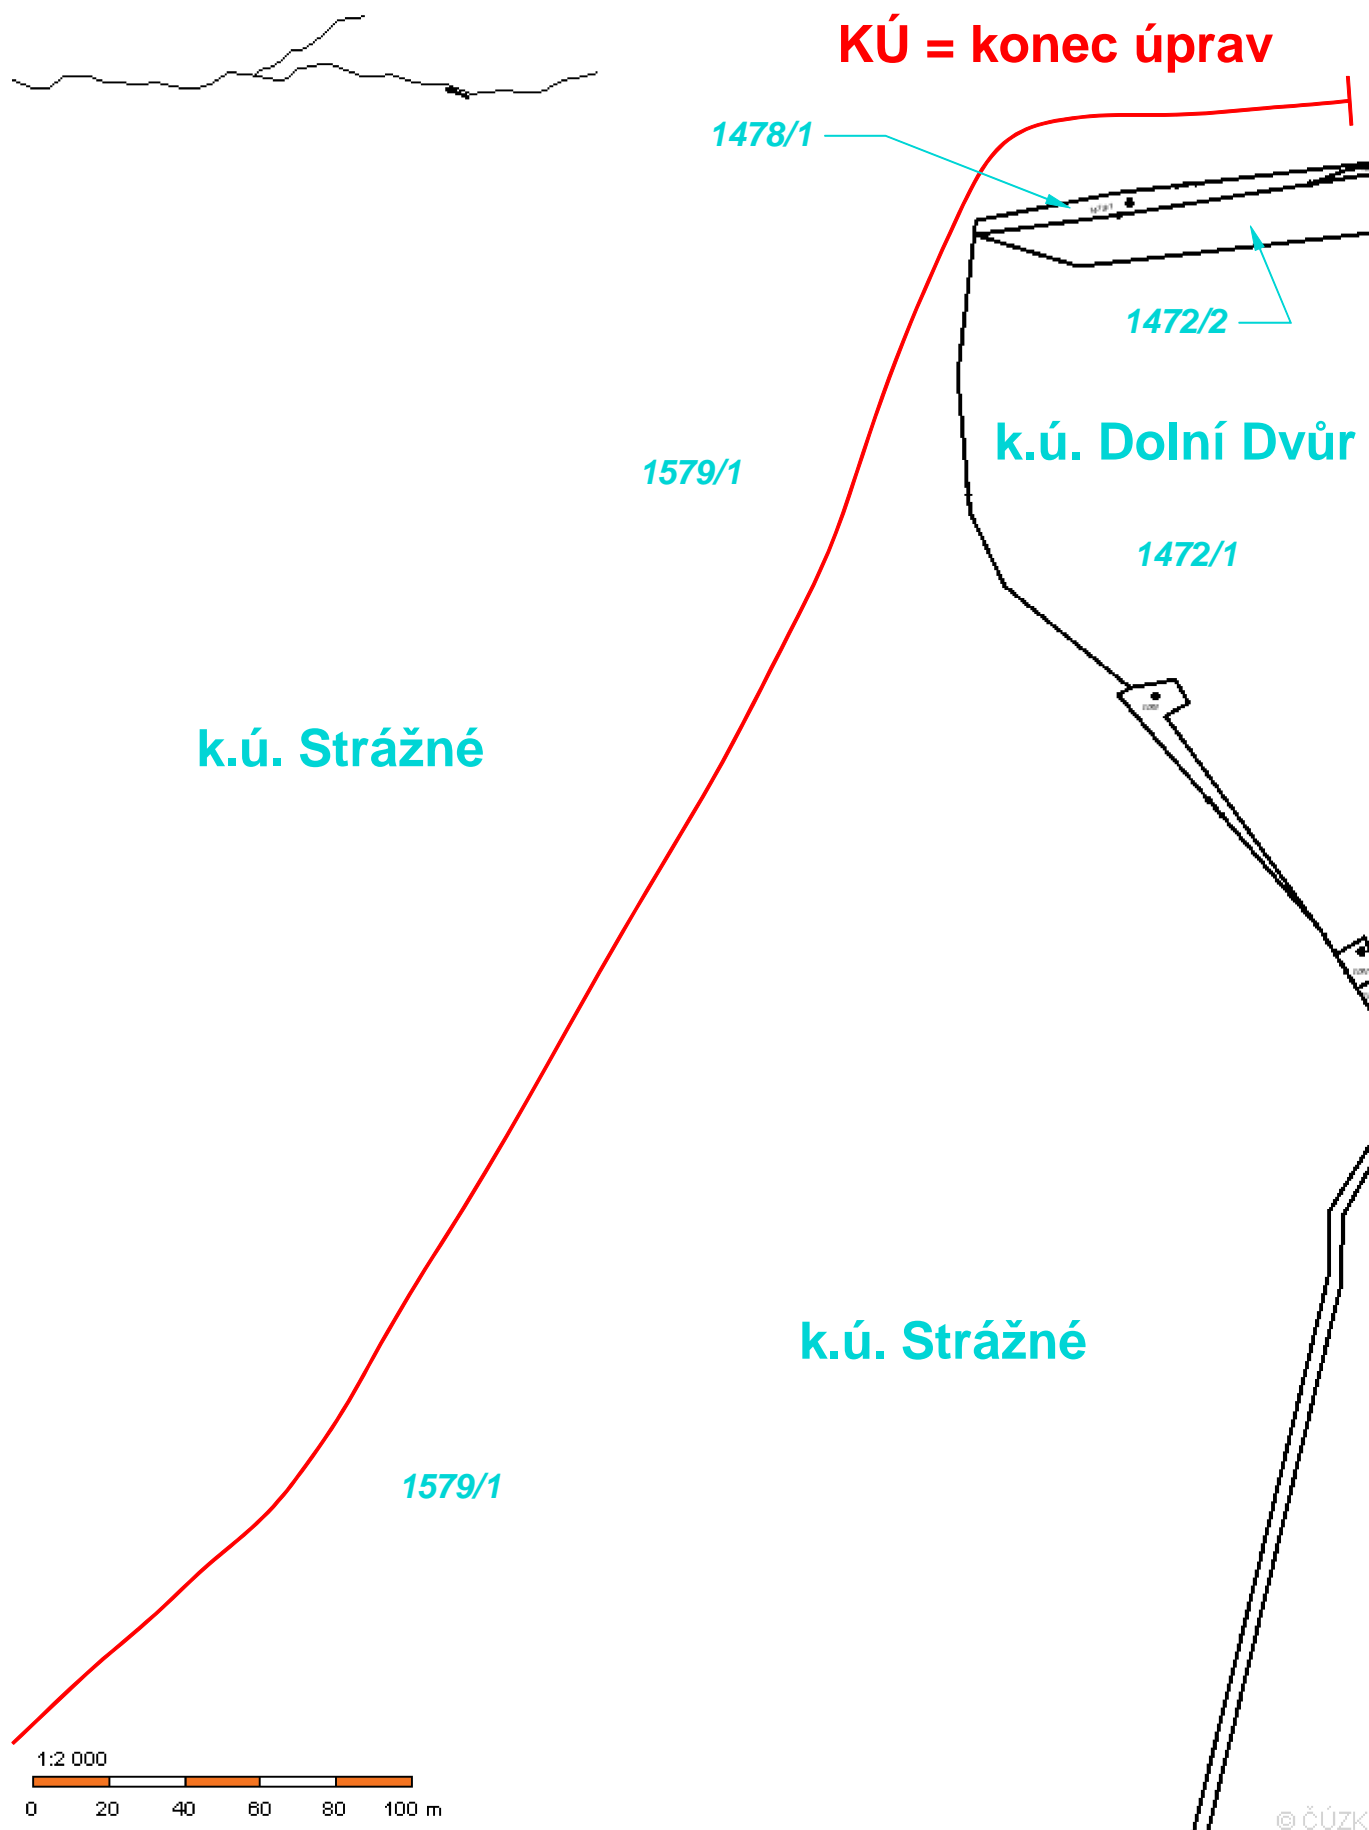 KÚ = konec úprav
1478/1
1472/2
k.ú. Dolní Dvůr
1579/1
1472/1
k.ú. Strážné
k.ú. Strážné
1579/1
1:2 000
0 20 40 60 80 100 m
© ČÚZK